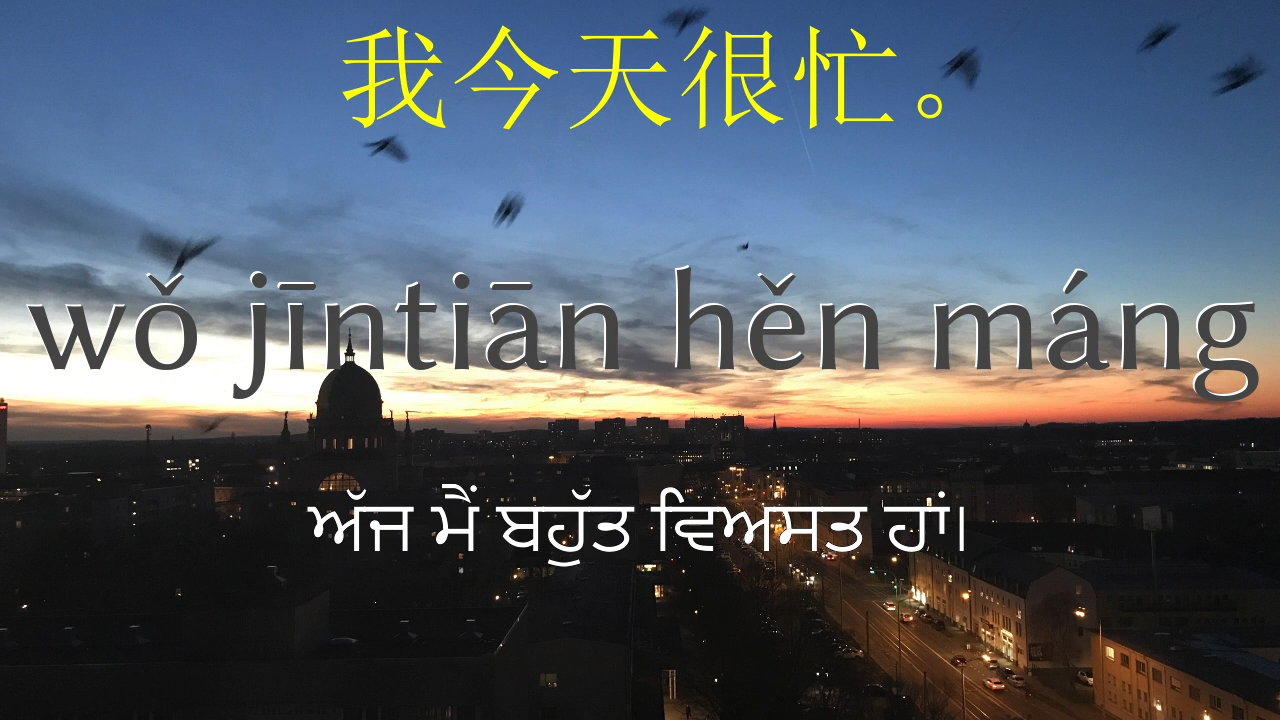 我今天很忙。
wǒ jīntiān hěn máng
ਅੱਜ ਮੈਂ ਬਹੁੱਤ ਵਿਅਸਤ ਹਾਂ।